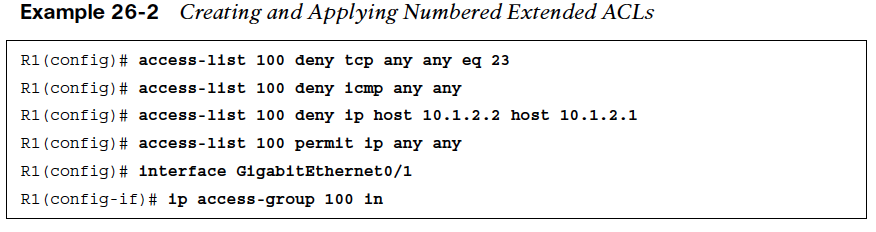 Example 26-2 Creating and Applying Numbered Extended ACLs
R1(config)# access-list 100 deny tcp any any eq 23
R1(config)# access-list 100 deny icmp any any
R1(config)# access-list 100 deny ip host 10.1.2.2 host 10.1.2.1
R1(config)# access-list 100 permit ip any any
R1(config)# interface GigabitEthernet0/1
R1(config-if)# ip access-group 100 in